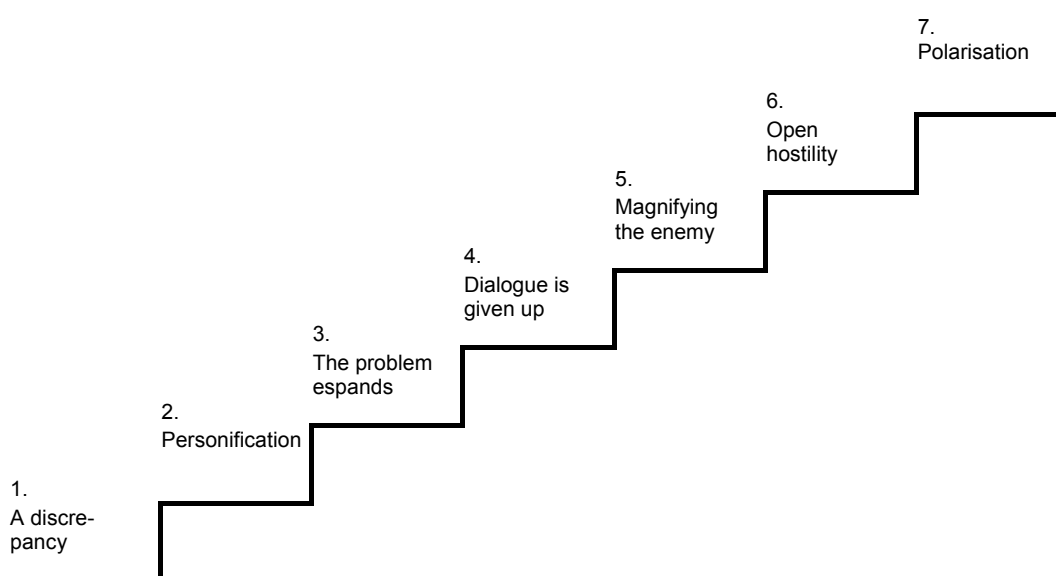 7.
Polarisation
6.
Open
hostility
5.
Magnifying
the enemy
4.
Dialogue is
given up
3.
The problem
espands
2.
Personification
1.
A discre-
pancy